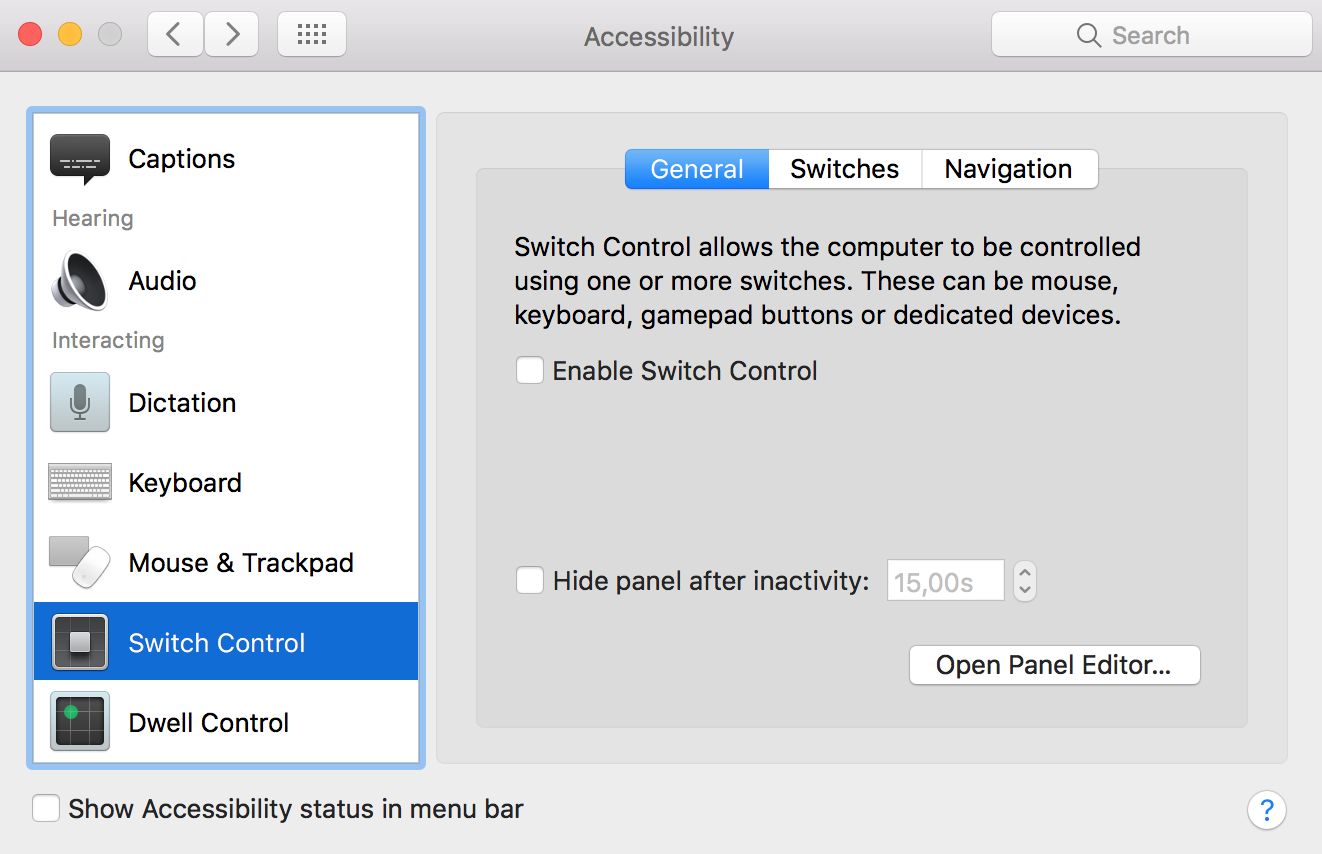 Accessibility
Search
Captions
Hearing
Audio
Interacting
Dictation
Keyboard
Mouse & Trackpad
Switch Control
Dwell Control
General Switches Navigation
Switch Control allows the computer to be controlled
using one or more switches. These can be mouse,
keyboard, gamepad buttons or dedicated devices.
Enable Switch Control
Hide panel after inactivity: 15,00s
Open Panel Editor...
Show Accessibility status in menu bar
?